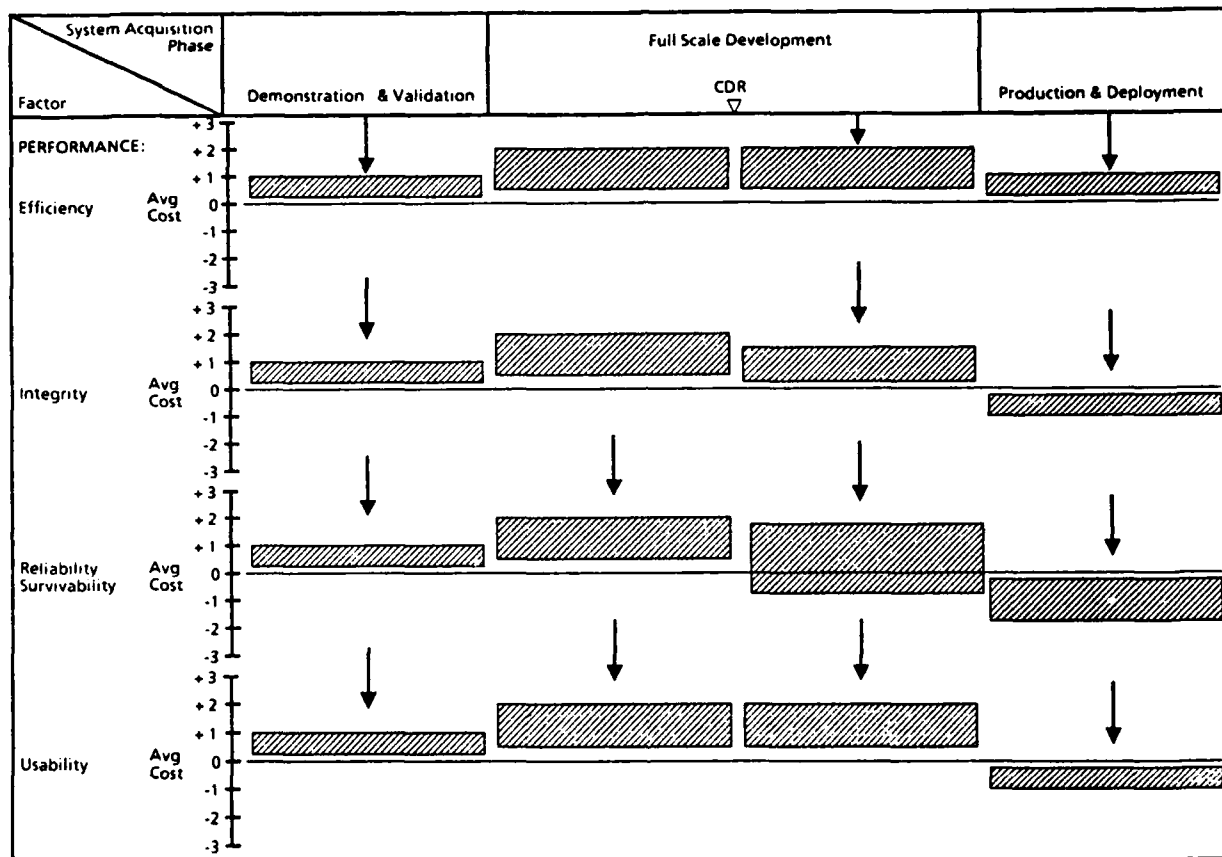 System Acquisition
Phase
Factor
Demonstration & Validation
Full Scale Development
CDR
Production & Deployment
PERFORMANCE:
Efficiency
Avg
Cost
+3
+2
+1
0
-1
-2
-3
Integrity
Avg
Cost
+3
+2
+1
0
-1
-2
-3
Reliability
Survivability
Avg
Cost
+3
+2
+1
0
-1
-2
-3
Usability
Avg
Cost
+3
+2
+1
0
-1
-2
-3